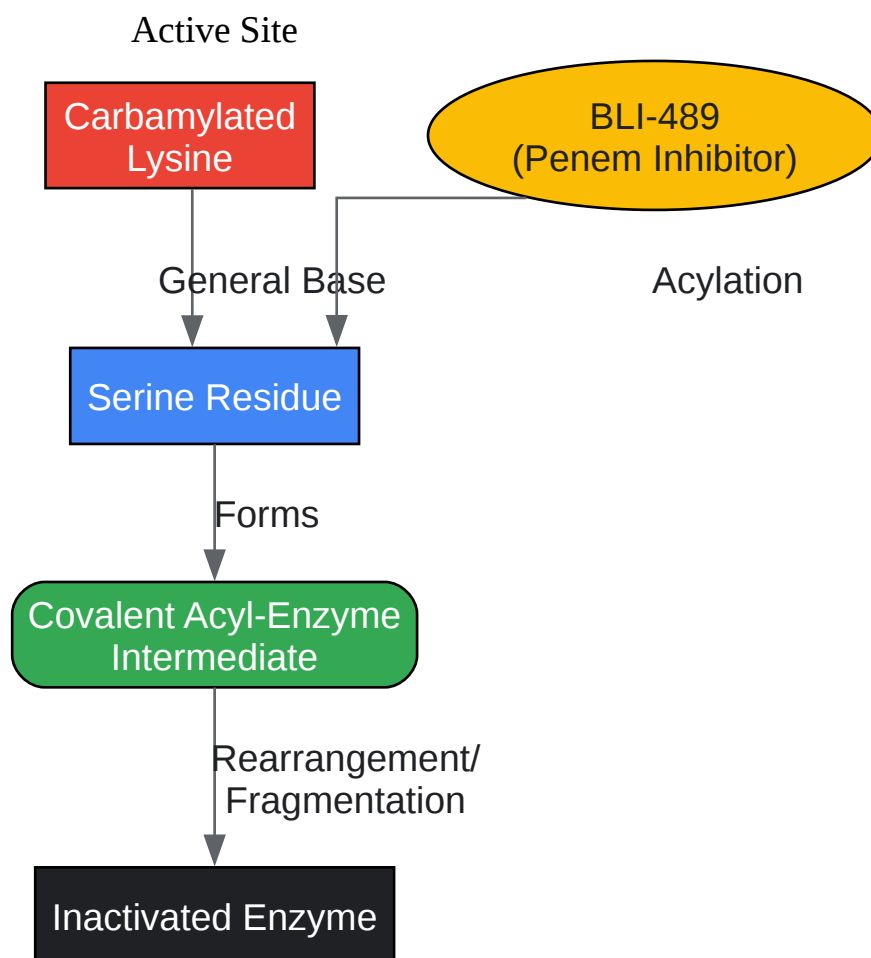 Active Site
Carbamylated
Lysine
BLI-489
(Penem Inhibitor)
General Base
Acylation
Serine Residue
Forms
Covalent Acyl-Enzyme
Intermediate
Rearrangement/
Fragmentation
Inactivated Enzyme